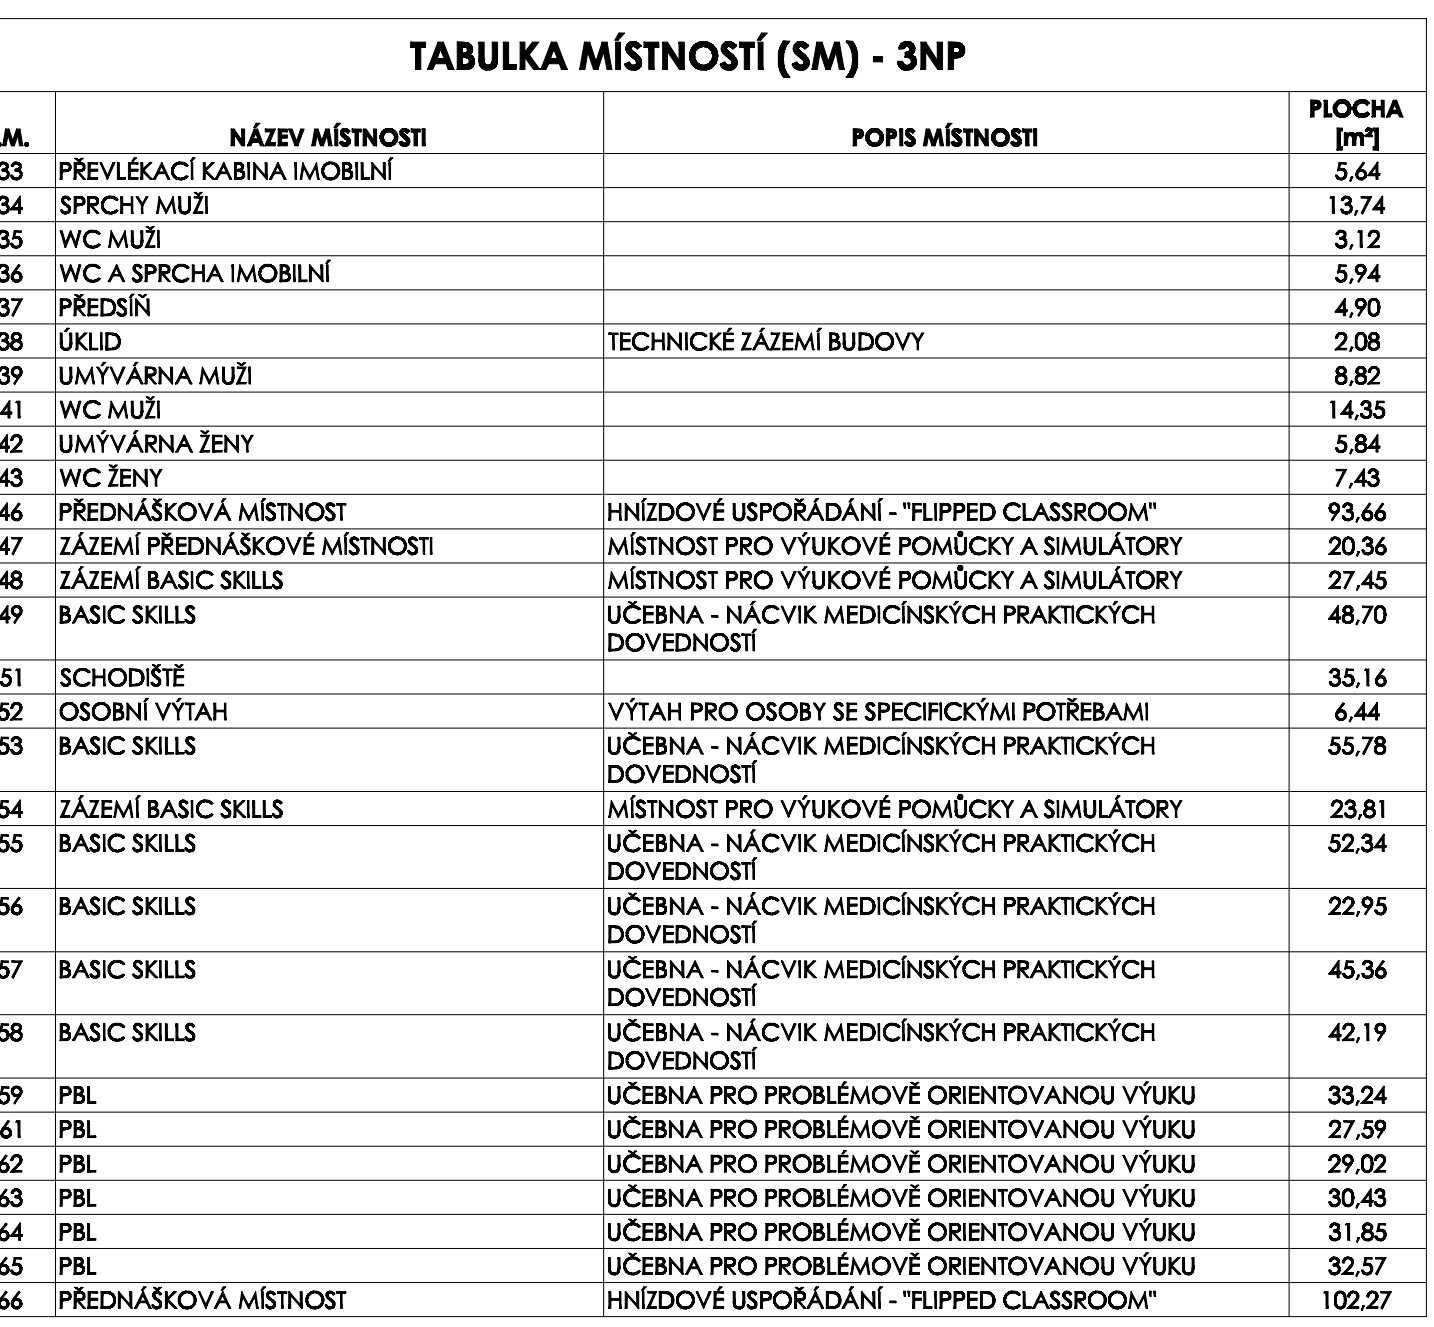 TABULKA MÍSTNOSTÍ (SM) - 3NP
.M. NÁZEV MÍSTNOSTI POPIS MÍSTNOSTI PLOCHA [m²]
33 PŘEVLÉKACÍ KABINA IMOBILNÍ 5,64
34 SPRCHY MUŽI 13,74
35 WC MUŽI 3,12
36 WC A SPRCHA IMOBILNÍ 5,94
37 PŘEDSÍŇ 4,90
38 ÚKLID TECHNICKÉ ZÁZEMÍ BUDOVY 2,08
39 UMÝVÁRNA MUŽI 8,82
41 WC MUŽI 14,35
42 UMÝVÁRNA ŽENY 5,84
43 WC ŽENY 7,43
46 PŘEDNÁŠKOVÁ MÍSTNOST HNÍZDOVÉ USPOŘÁDÁNÍ - "FLIPPED CLASSROOM" 93,66
47 ZÁZEMÍ PŘEDNÁŠKOVÉ MÍSTNOSTI MÍSTNOST PRO VÝUKOVÉ POMŮCKY A SIMULÁTORY 20,36
48 ZÁZEMÍ BASIC SKILLS MÍSTNOST PRO VÝUKOVÉ POMŮCKY A SIMULÁTORY 27,45
49 BASIC SKILLS UČEBNA - NÁCVIK MEDICÍNSKÝCH PRAKTICKÝCH 48,70
DOVEDNOSTÍ
51 SCHODIŠTĚ 35,16
52 OSOBNÍ VÝTAH VÝTAH PRO OSOBY SE SPECIFICKÝMI POTŘEBAMI 6,44
53 BASIC SKILLS UČEBNA - NÁCVIK MEDICÍNSKÝCH PRAKTICKÝCH 55,78
DOVEDNOSTÍ
54 ZÁZEMÍ BASIC SKILLS MÍSTNOST PRO VÝUKOVÉ POMŮCKY A SIMULÁTORY 23,81
55 BASIC SKILLS UČEBNA - NÁCVIK MEDICÍNSKÝCH PRAKTICKÝCH 52,34
DOVEDNOSTÍ
56 BASIC SKILLS UČEBNA - NÁCVIK MEDICÍNSKÝCH PRAKTICKÝCH 22,95
DOVEDNOSTÍ
57 BASIC SKILLS UČEBNA - NÁCVIK MEDICÍNSKÝCH PRAKTICKÝCH 45,36
DOVEDNOSTÍ
58 BASIC SKILLS UČEBNA - NÁCVIK MEDICÍNSKÝCH PRAKTICKÝCH 42,19
DOVEDNOSTÍ
59 PBL UČEBNA PRO PROBLÉMOVĚ ORIENTOVANOU VÝUKU 33,24
61 PBL UČEBNA PRO PROBLÉMOVĚ ORIENTOVANOU VÝUKU 27,59
62 PBL UČEBNA PRO PROBLÉMOVĚ ORIENTOVANOU VÝUKU 29,02
63 PBL UČEBNA PRO PROBLÉMOVĚ ORIENTOVANOU VÝUKU 30,43
64 PBL UČEBNA PRO PROBLÉMOVĚ ORIENTOVANOU VÝUKU 31,85
65 PBL UČEBNA PRO PROBLÉMOVĚ ORIENTOVANOU VÝUKU 32,57
66 PŘEDNÁŠKOVÁ MÍSTNOST HNÍZDOVÉ USPOŘÁDÁNÍ - "FLIPPED CLASSROOM" 102,27